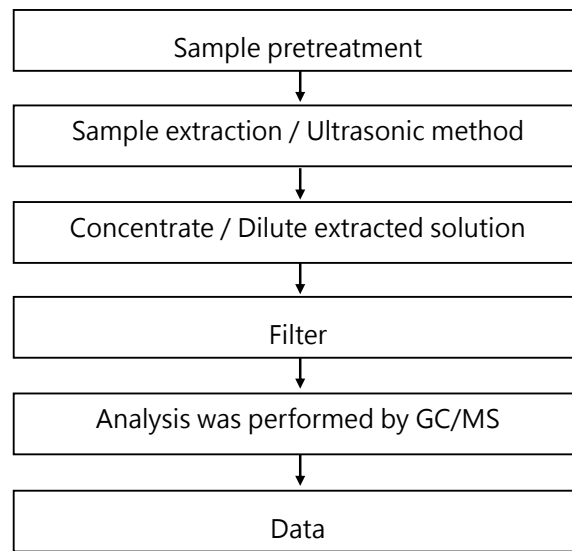 Sample pretreatment
Sample extraction / Ultrasonic method
Concentrate / Dilute extracted solution
Filter
Analysis was performed by GC/MS
Data